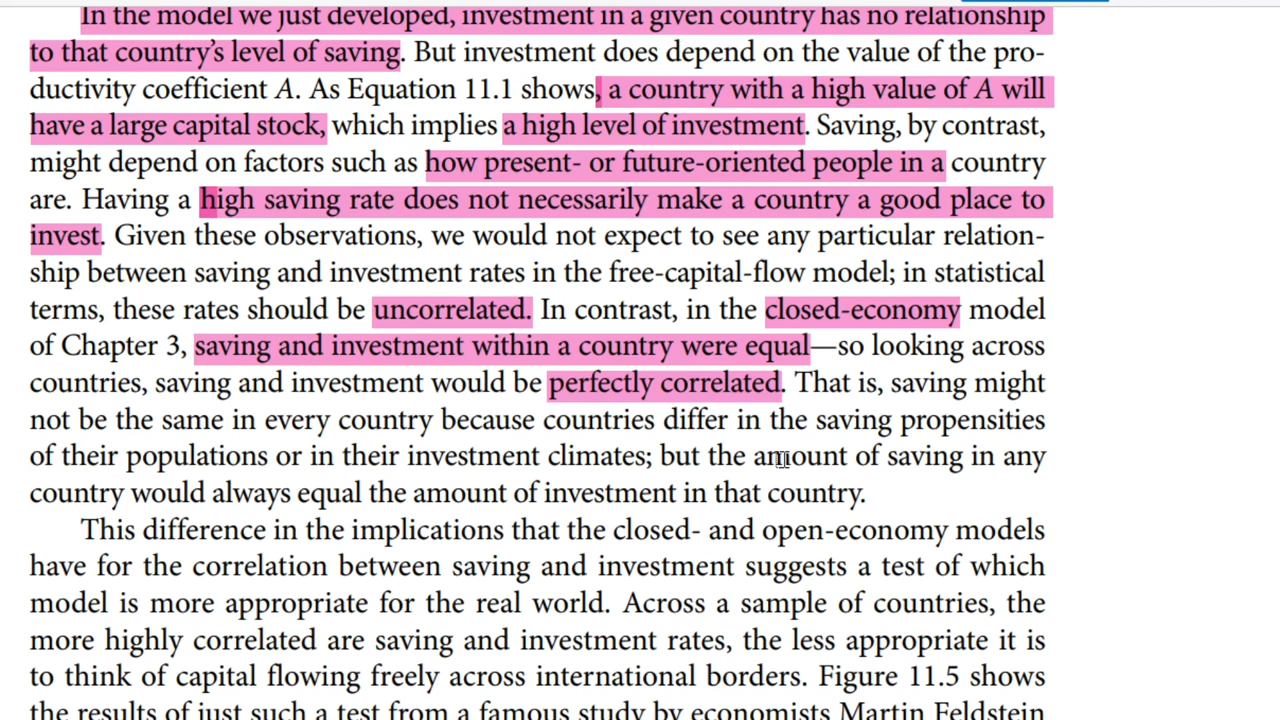 In the model we just developed, investment in a given country has no relationship
to that country’s level of saving. But investment does depend on the value of the pro-
ductivity coefficient A. As Equation 11.1 shows, a country with a high value of A will
have a large capital stock, which implies a high level of investment. Saving, by contrast,
might depend on factors such as how present- or future-oriented people in a country
are. Having a high saving rate does not necessarily make a country a good place to
invest. Given these observations, we would not expect to see any particular relation-
ship between saving and investment rates in the free-capital-flow model; in statistical
terms, these rates should be uncorrelated. In contrast, in the closed-economy model
of Chapter 3, saving and investment within a country were equal—so looking across
countries, saving and investment would be perfectly correlated. That is, saving might
not be the same in every country because countries differ in the saving propensities
of their populations or in their investment climates; but the amount of saving in any
country would always equal the amount of investment in that country.
This difference in the implications that the closed- and open-economy models
have for the correlation between saving and investment suggests a test of which
model is more appropriate for the real world. Across a sample of countries, the
more highly correlated are saving and investment rates, the less appropriate it is
to think of capital flowing freely across international borders. Figure 11.5 shows
the results of just such a test from a famous study by economists Martin Feldstein